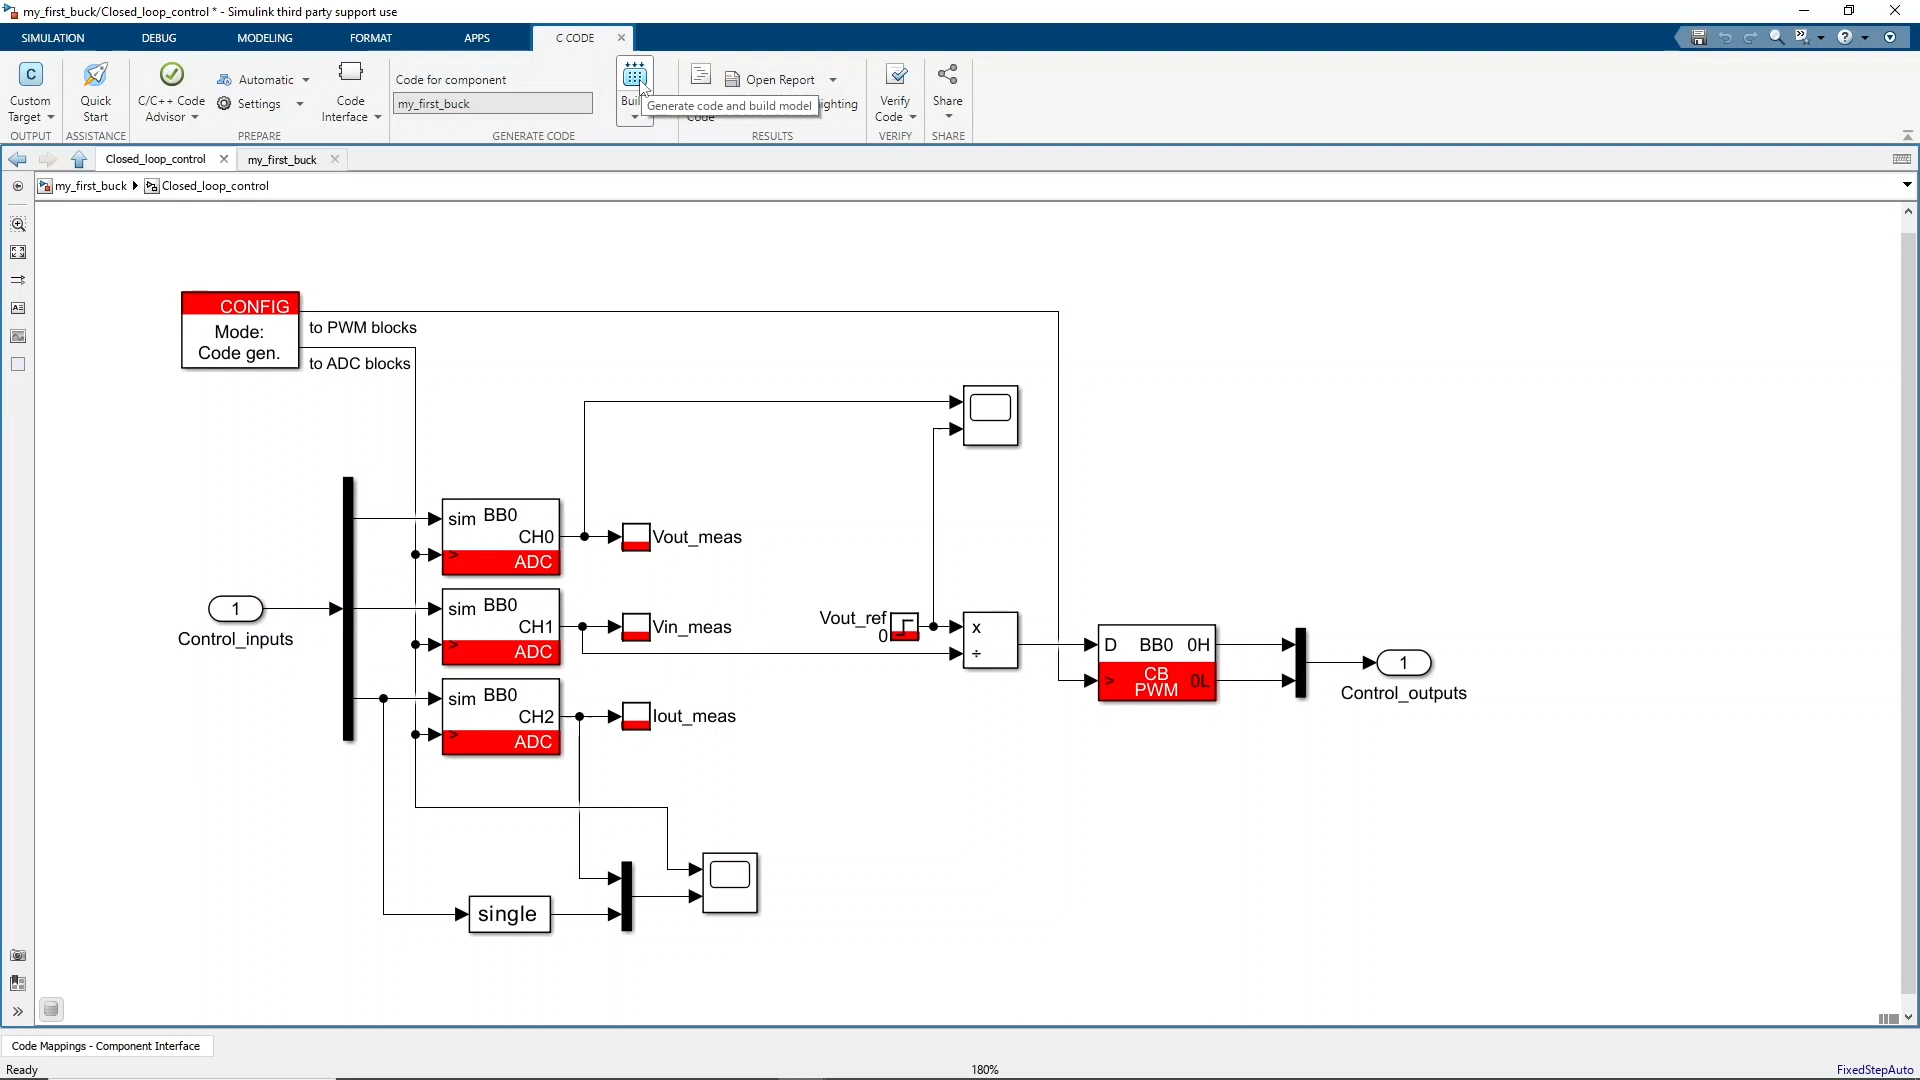 my_first_buck/Closed_loop_control * - Simulink third party support use
SIMULATION
DEBUG
MODELING
FORMAT
APPS
C CODE
Custom Target
OUTPUT
Quick Start
ASSISTANCE
C/C++ Code Advisor
Automatic
Settings
Code Interface
PREPARE
Code for component
my_first_buck
GENERATE CODE
Generate code and build model
Code
Open Report
ighting
RESULTS
Verify Code
VERIFY
Share
SHARE
Closed_loop_control
my_first_buck
my_first_buck
Closed_loop_control
CONFIG
Mode:
Code gen.
to PWM blocks
to ADC blocks
sim BB0
CH0
> ADC
Vout_meas
sim BB0
CH1
> ADC
Vin_meas
sim BB0
CH2
> ADC
Iout_meas
1
Control_inputs
Vout_ref
0
x
÷
D BB0 0H
> CB PWM 0L
1
Control_outputs
single
Code Mappings - Component Interface
Ready
180%
FixedStepAuto